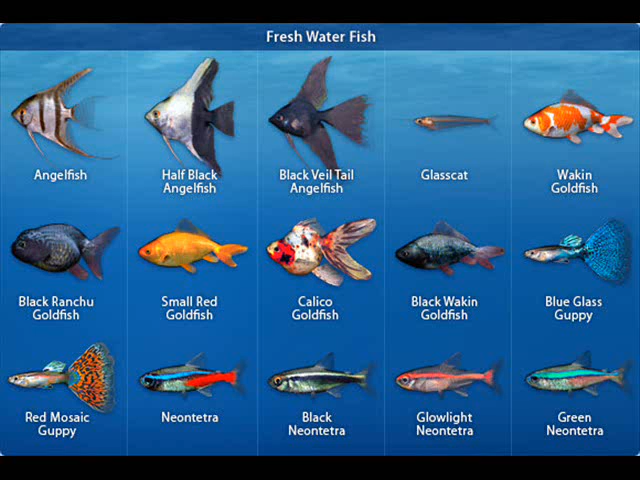 Fresh Water Fish
Angelfish
Half Black
Angelfish
Black Veil Tail
Angelfish
Glasscat
Wakin
Goldfish
Black Ranchu
Goldfish
Small Red
Goldfish
Calico
Goldfish
Black Wakin
Goldfish
Blue Glass
Guppy
Red Mosaic
Guppy
Neontetra
Black
Neontetra
Glowlight
Neontetra
Green
Neontetra